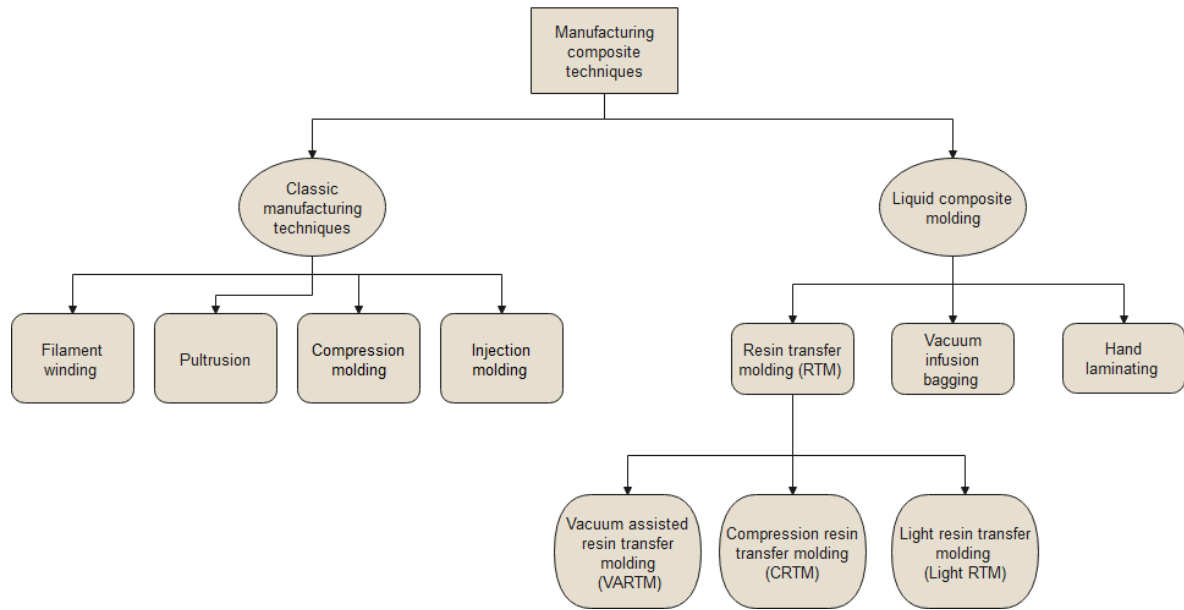 Manufacturing
composite
techniques
Classic
manufacturing
techniques
Liquid composite
molding
Filament
winding
Pultrusion
Compression
molding
Injection
molding
Resin transfer
molding (RTM)
Vacuum
infusion
bagging
Hand
laminating
Vacuum assisted
resin transfer
molding
(VARTM)
Compression resin
transfer molding
(CRTM)
Light resin transfer
molding
(Light RTM)